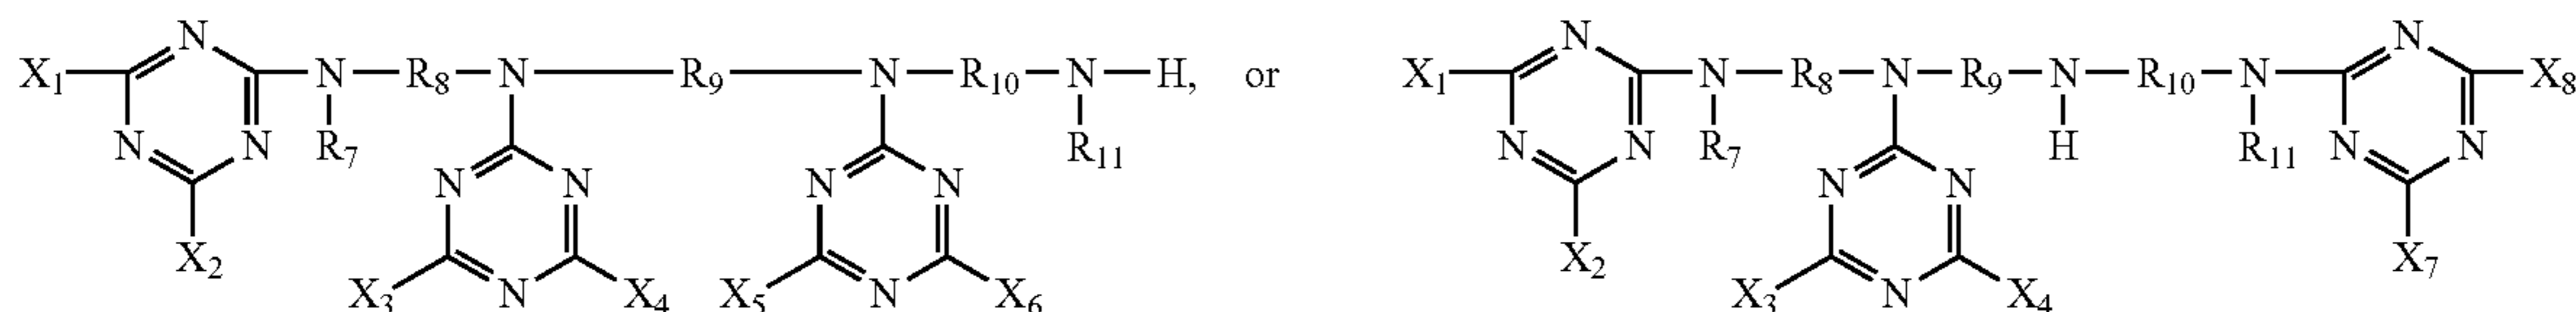 N N
X₁ N—R₈—N—R₉—N—R₁₀—N—H, or X₁ N—R₈—N—R₉—N—R₁₀—N X₈
N N R₇ R₁₁ N N R₇ H R₁₁ N N
N N N N N N
X₂ X₂ X₇
X₃ N X₄ X₅ N X₆ X₃ N X₄